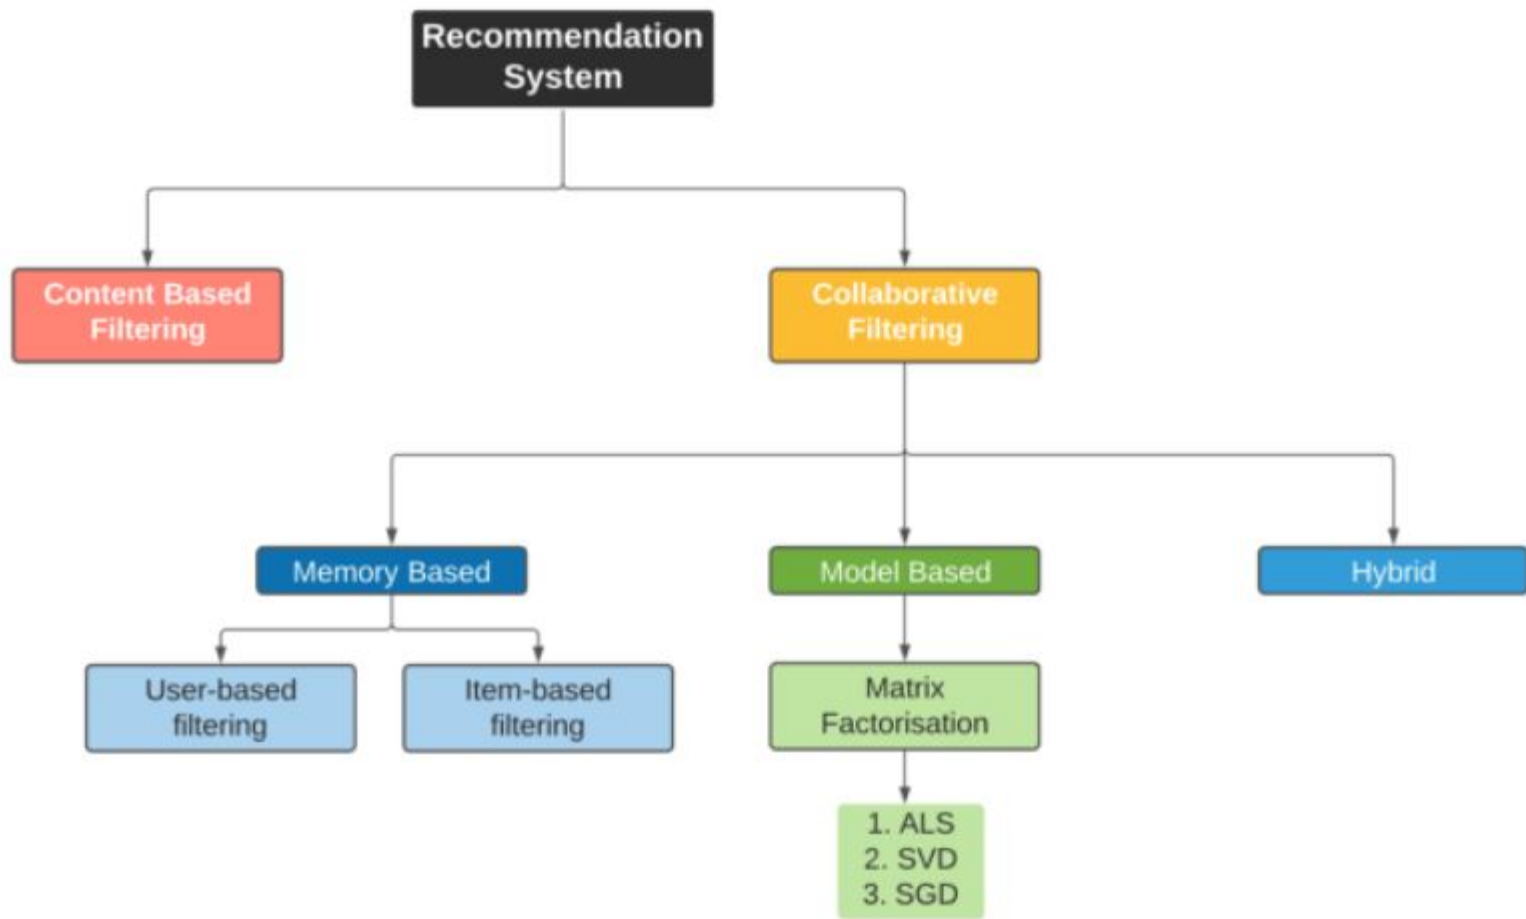 Recommendation
System
Content Based
Filtering
Collaborative
Filtering
Memory Based
Model Based
Hybrid
User-based
filtering
Item-based
filtering
Matrix
Factorisation
1. ALS
2. SVD
3. SGD